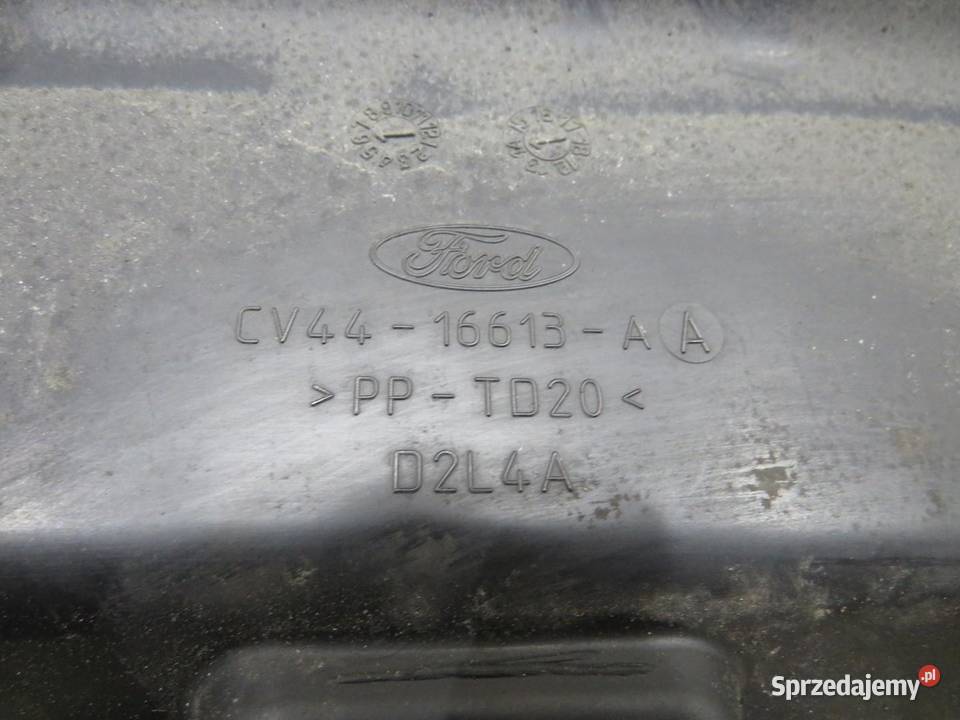 Ford
CV44-16613-A A
>PP-TD20<
D2L4A
Sprzedajemy.pl